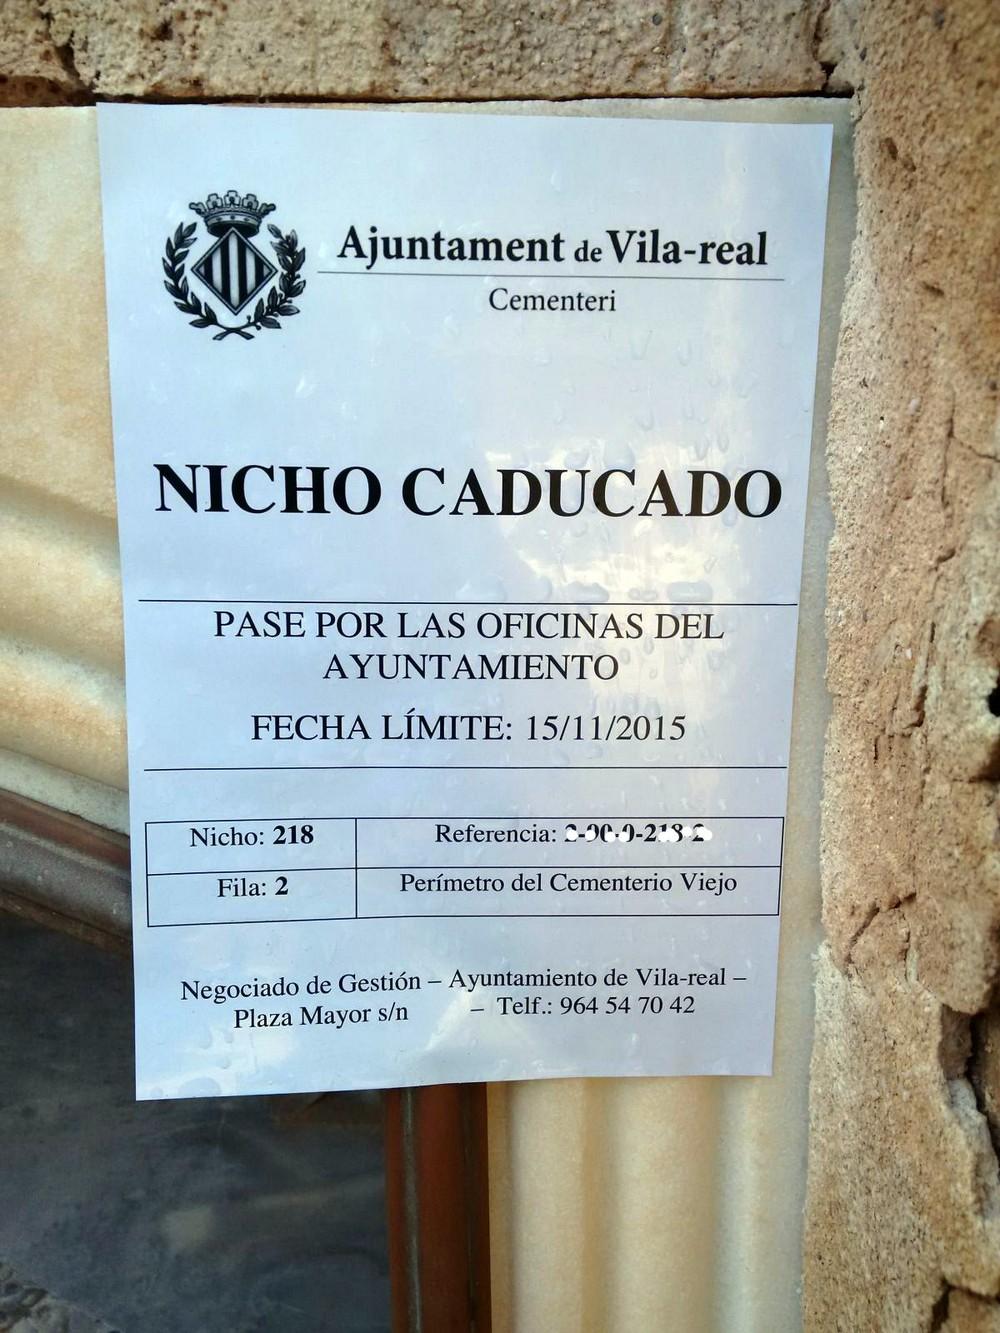 Ajuntament de Vila-real
Cementeri
NICHO CADUCADO
PASE POR LAS OFICINAS DEL
AYUNTAMIENTO
FECHA LÍMITE: 15/11/2015
Nicho: 218 Referencia:
Fila: 2 Perímetro del Cementerio Viejo
Negociado de Gestión – Ayuntamiento de Vila-real –
Plaza Mayor s/n – Telf.: 964 54 70 42